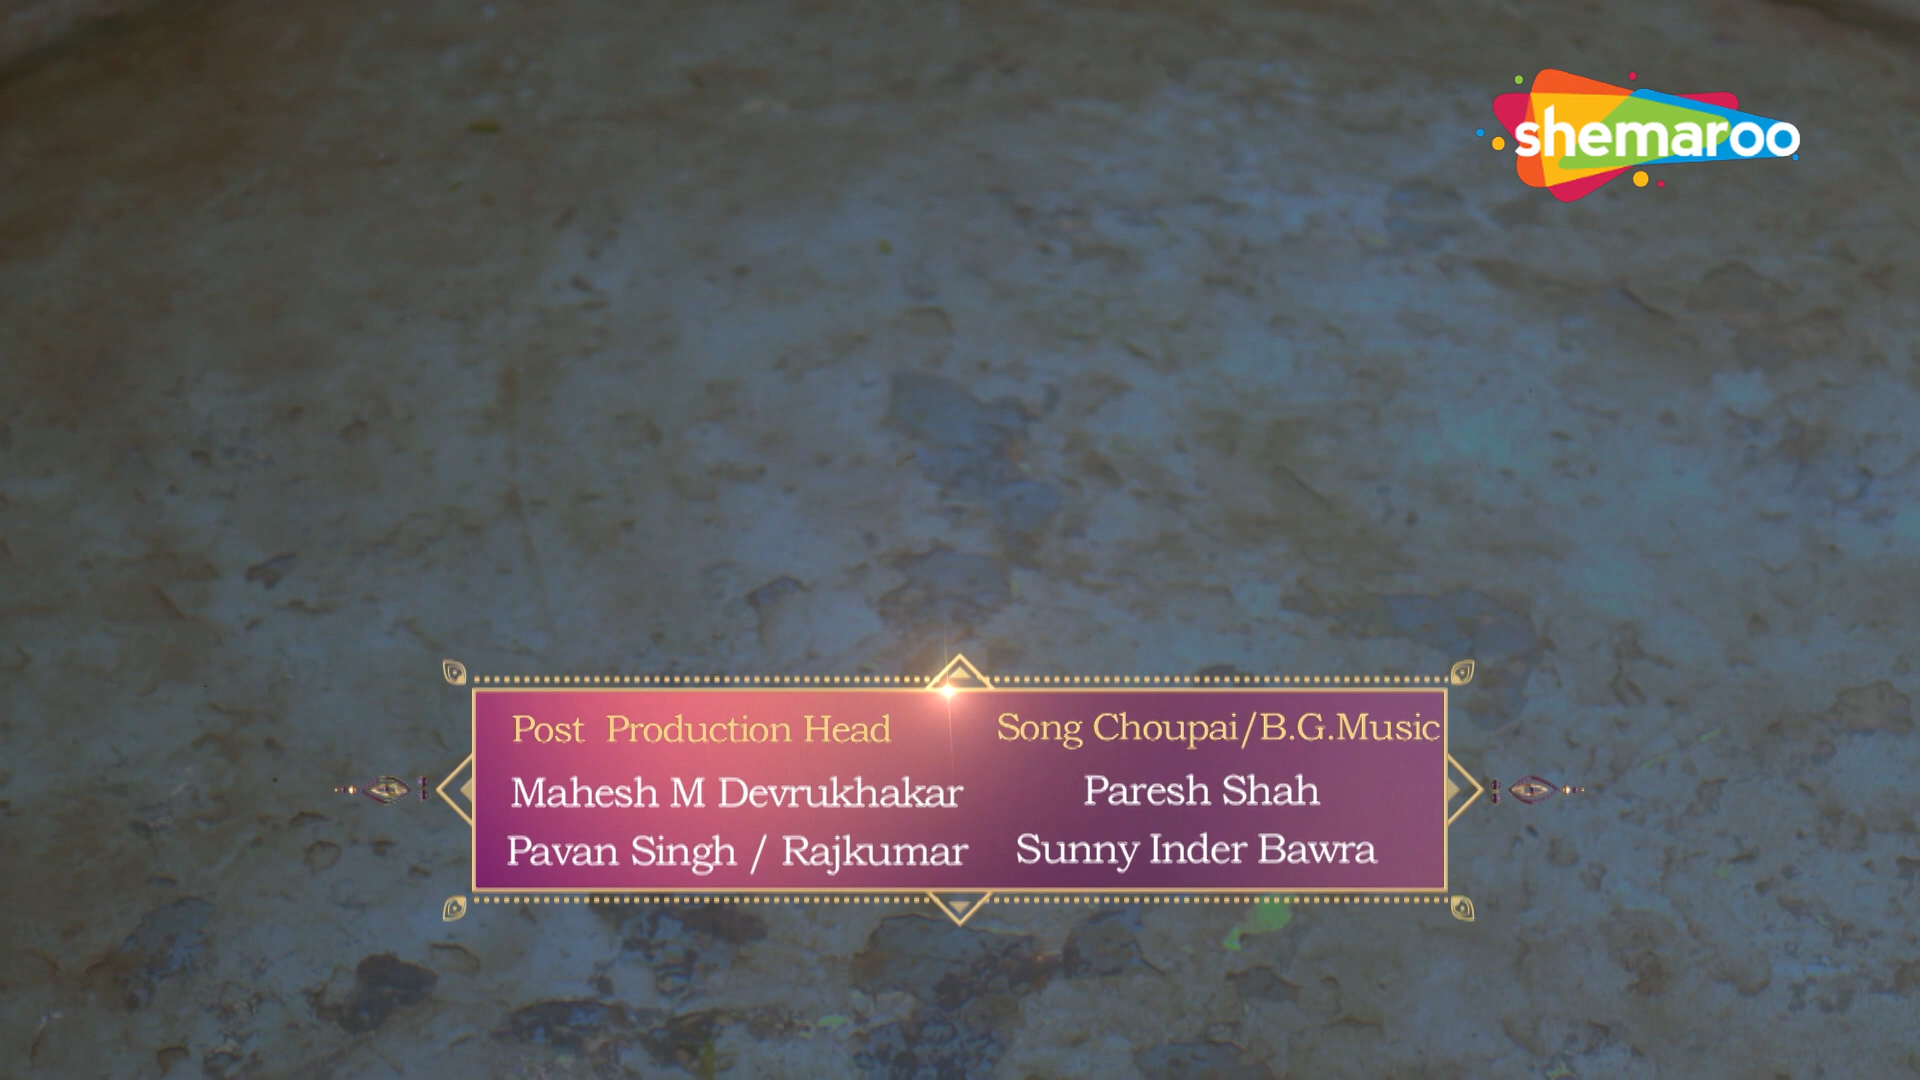 shemaroo
Post Production Head
Mahesh M Devrukhakar
Pavan Singh / Rajkumar
Song Choupai/B.G.Music
Paresh Shah
Sunny Inder Bawra